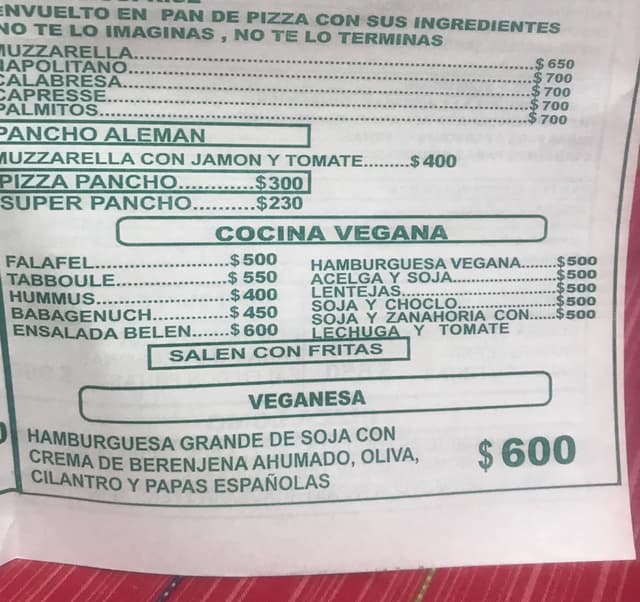 ENVUELTO EN PAN DE PIZZA CON SUS INGREDIENTES
NO TE LO IMAGINAS , NO TE LO TERMINAS
MUZZARELLA................$ 650
NAPOLITANO................$ 700
CALABRESA................$ 700
CAPRESSE................$ 700
PALMITOS................$ 700
PANCHO ALEMAN
MUZZARELLA CON JAMON Y TOMATE........$ 400
PIZZA PANCHO...........$300
SUPER PANCHO..........$230
COCINA VEGANA
FALAFEL................$ 500
TABBOULE................$ 550
HUMMUS................$ 400
BABAGENUCH............$ 450
ENSALADA BELEN......$ 600
HAMBURGUESA VEGANA.......$500
ACELGA Y SOJA................$500
LENTEJAS................$500
SOJA Y CHOCLO................$500
SOJA Y ZANAHORIA CON.....$500
LECHUGA Y TOMATE
SALEN CON FRITAS
VEGANESA
HAMBURGUESA GRANDE DE SOJA CON
CREMA DE BERENJENA AHUMADO, OLIVA,
CILANTRO Y PAPAS ESPAÑOLAS
$ 600